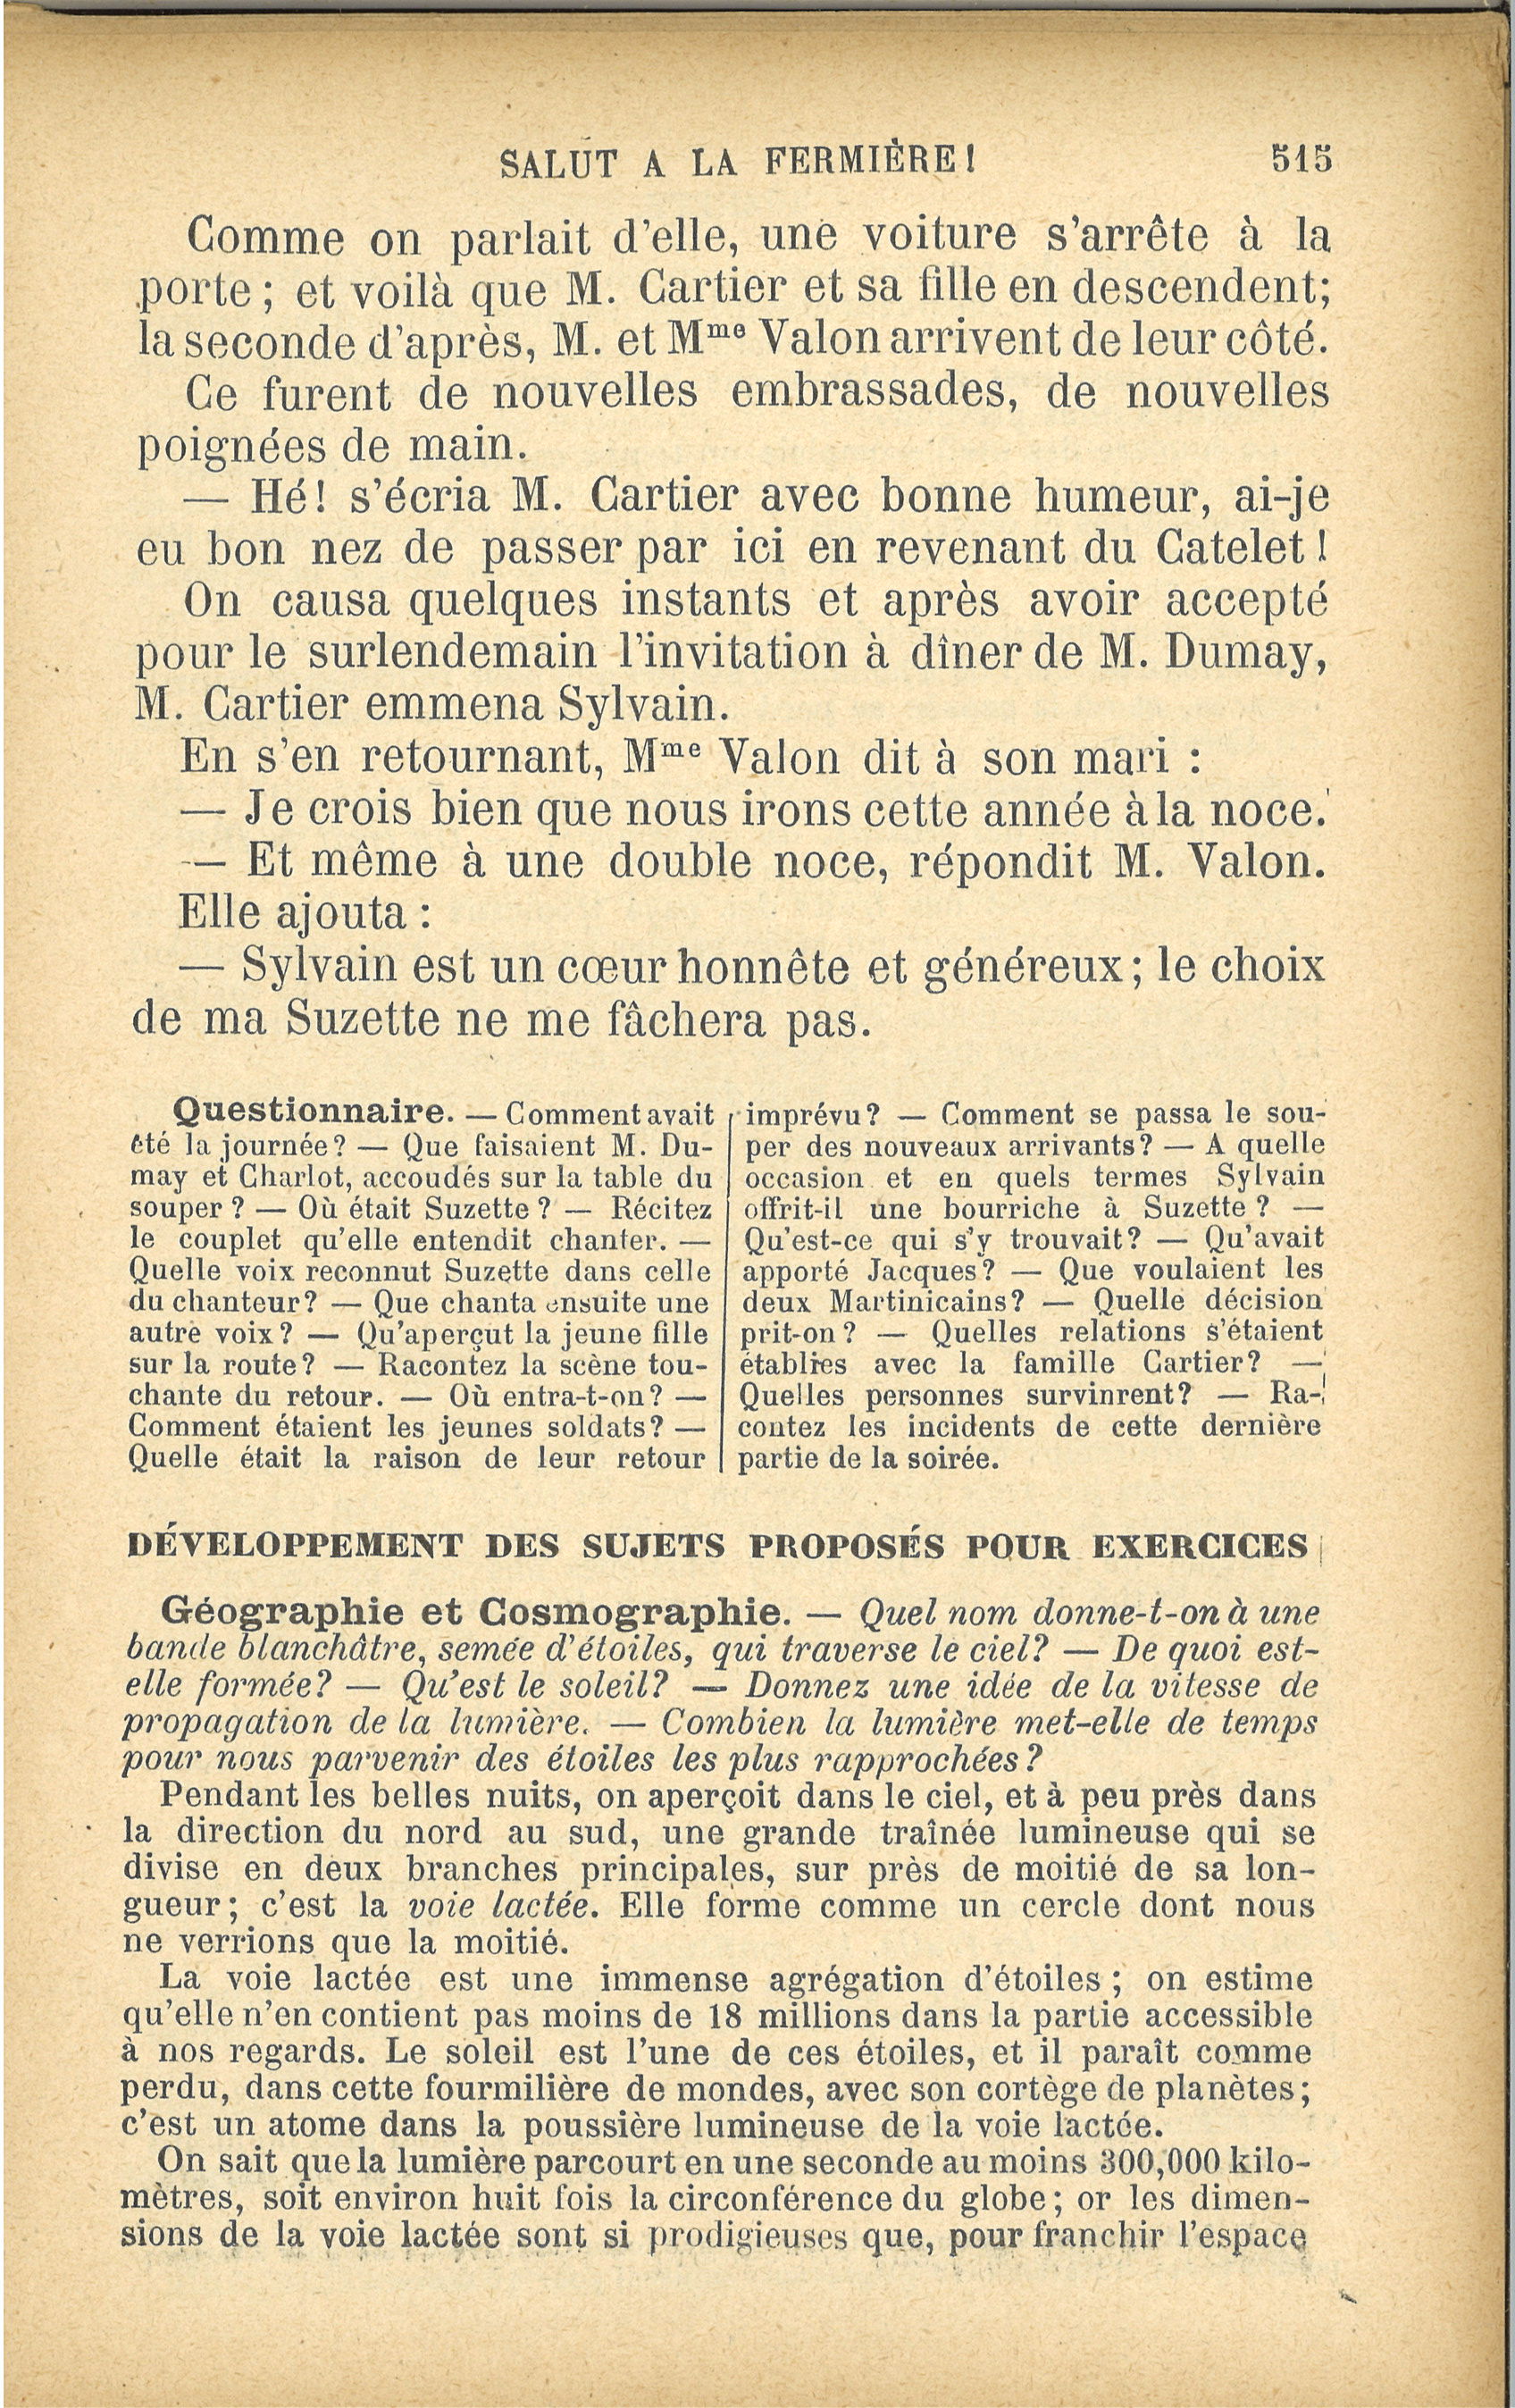 SALUT A LA FERMIÈRE! 515
Comme on parlait d'elle, une voiture s'arrête à la
porte; et voilà que M. Cartier et sa fille en descendent;
la seconde d'après, M. et Mme Valon arrivent de leur côté.
Ce furent de nouvelles embrassades, de nouvelles
poignées de main.
— Hé! s'écria M. Cartier avec bonne humeur, ai-je
eu bon nez de passer par ici en revenant du Catelet!
On causa quelques instants et après avoir accepté
pour le surlendemain l'invitation à dîner de M. Dumay,
M. Cartier emmena Sylvain.
En s'en retournant, Mme Valon dit à son mari :
— Je crois bien que nous irons cette année à la noce.
— Et même à une double noce, répondit M. Valon.
Elle ajouta :
— Sylvain est un cœur honnête et généreux; le choix
de ma Suzette ne me fâchera pas.
Questionnaire. — Comment avait
été la journée? — Que faisaient M. Du-
may et Charlot, accoudés sur la table du
souper? — Où était Suzette? — Récitez
le couplet qu'elle entendit chanter. —
Quelle voix reconnut Suzette dans celle
du chanteur? — Que chanta ensuite une
autre voix? — Qu'aperçut la jeune fille
sur la route? — Racontez la scène tou-
chante du retour. — Où entra-t-on? —
Comment étaient les jeunes soldats? —
Quelle était la raison de leur retour
imprévu? — Comment se passa le sou-
per des nouveaux arrivants? — A quelle
occasion et en quels termes Sylvain
offrit-il une bourriche à Suzette? —
Qu'est-ce qui s'y trouvait? — Qu'avait
apporté Jacques? — Que voulaient les
deux Martinicains? — Quelle décision
prit-on? — Quelles relations s'étaient
établies avec la famille Cartier? —
Quelles personnes survinrent? — Ra-
contez les incidents de cette dernière
partie de la soirée.
DÉVELOPPEMENT DES SUJETS PROPOSÉS POUR EXERCICES
Géographie et Cosmographie. — Quel nom donne-t-on à une
bande blanchâtre, semée d'étoiles, qui traverse le ciel? — De quoi est-
elle formée? — Qu'est le soleil? — Donnez une idée de la vitesse de
propagation de la lumière. — Combien la lumière met-elle de temps
pour nous parvenir des étoiles les plus rapprochées?
Pendant les belles nuits, on aperçoit dans le ciel, et à peu près dans
la direction du nord au sud, une grande traînée lumineuse qui se
divise en deux branches principales, sur près de moitié de sa lon-
gueur; c'est la voie lactée. Elle forme comme un cercle dont nous
ne verrions que la moitié.
La voie lactée est une immense agrégation d'étoiles; on estime
qu'elle n'en contient pas moins de 18 millions dans la partie accessible
à nos regards. Le soleil est l'une de ces étoiles, et il paraît comme
perdu, dans cette fourmilière de mondes, avec son cortège de planètes;
c'est un atome dans la poussière lumineuse de la voie lactée.
On sait que la lumière parcourt en une seconde au moins 300,000 kilo-
mètres, soit environ huit fois la circonférence du globe; or les dimen-
sions de la voie lactée sont si prodigieuses que, pour franchir l'espace